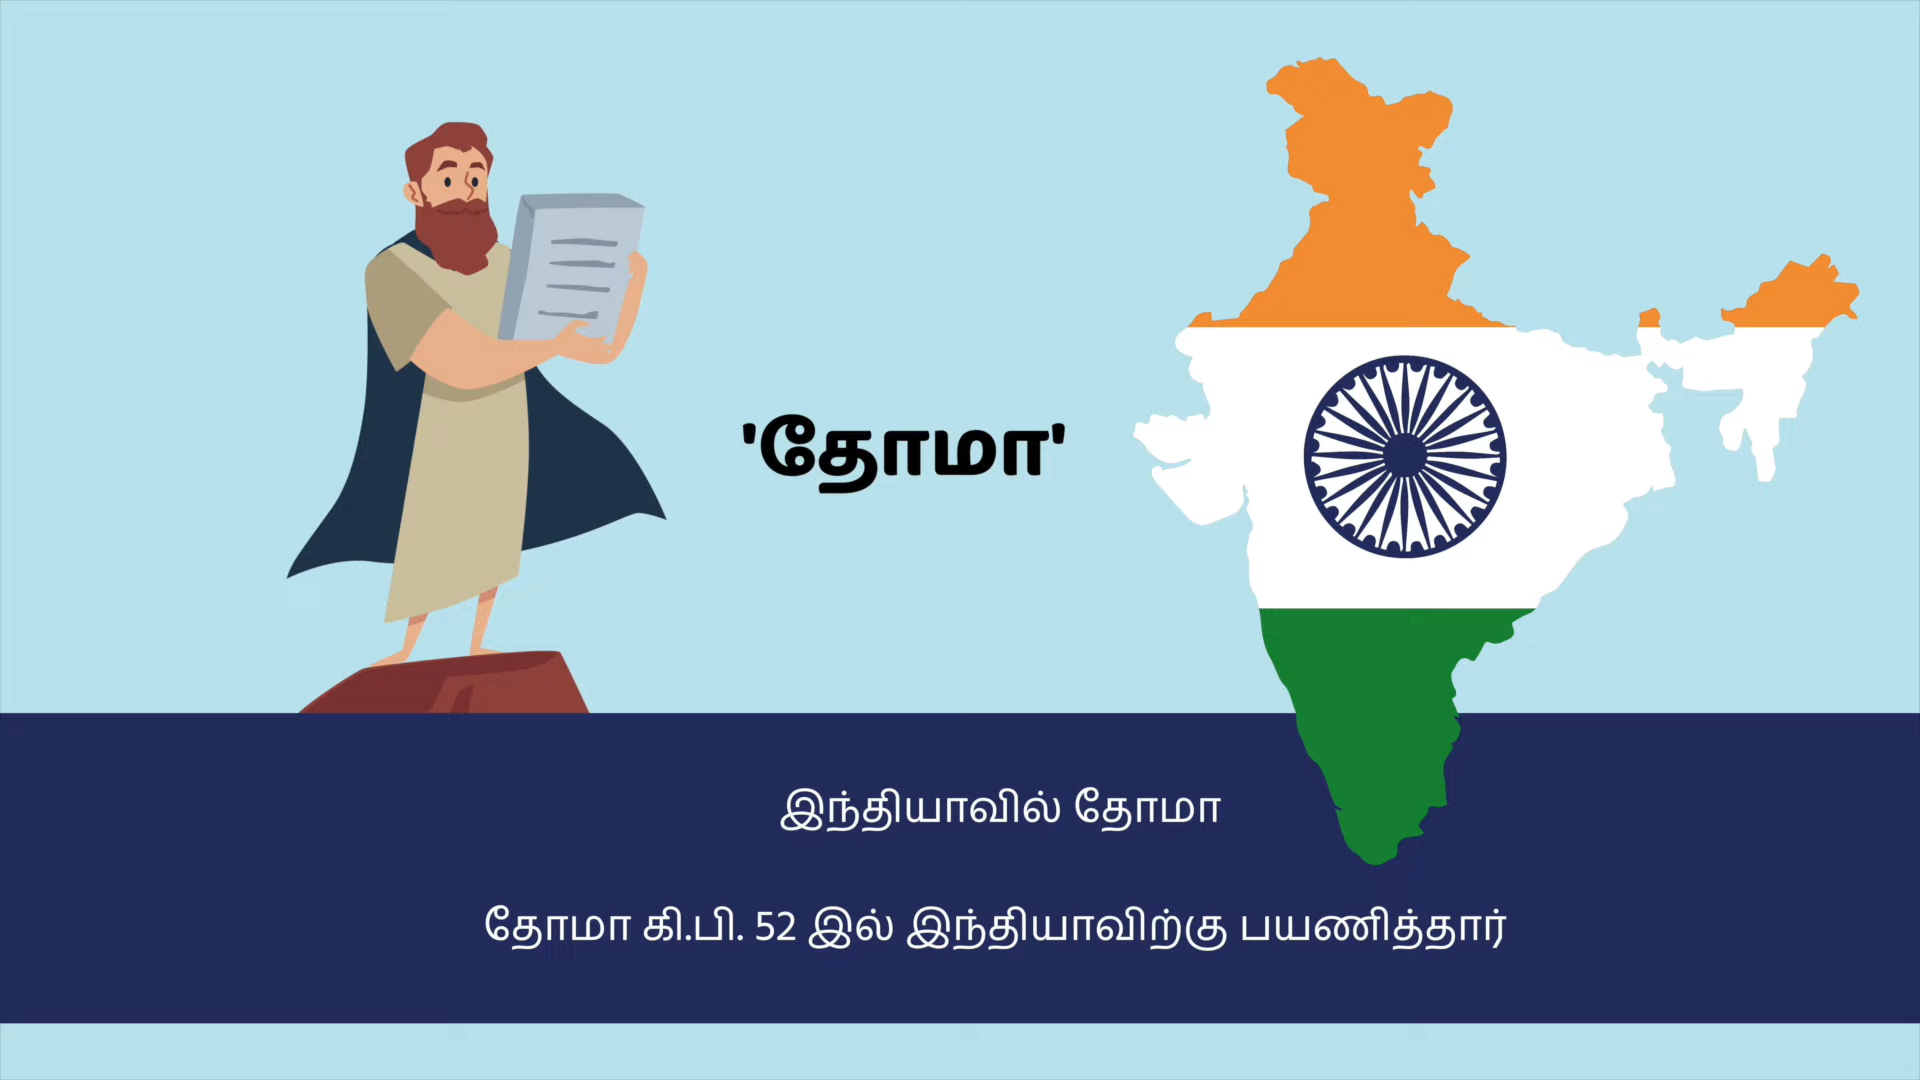 'தோமா'
இந்தியாவில் தோமா
தோமா கி.பி. 52 இல் இந்தியாவிற்கு பயணித்தார்